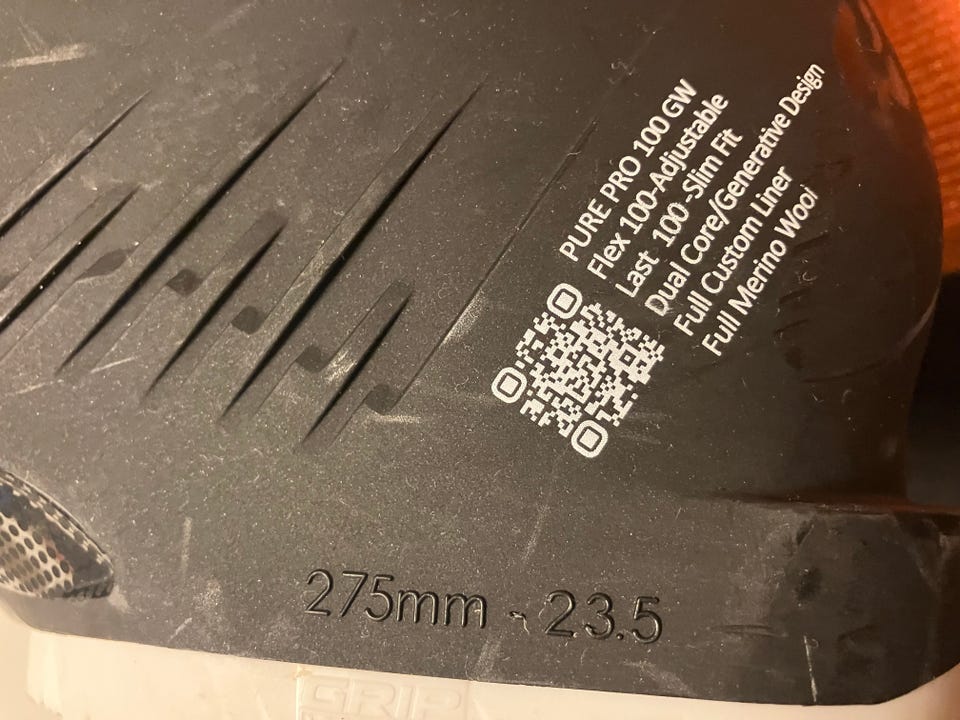 PURE PRO 100 GW
Flex 100-Adjustable
Last 100-Slim Fit
Dual Core/Generative Design
Full Custom Liner
Full Merino Wool
275mm - 23.5
GRIP